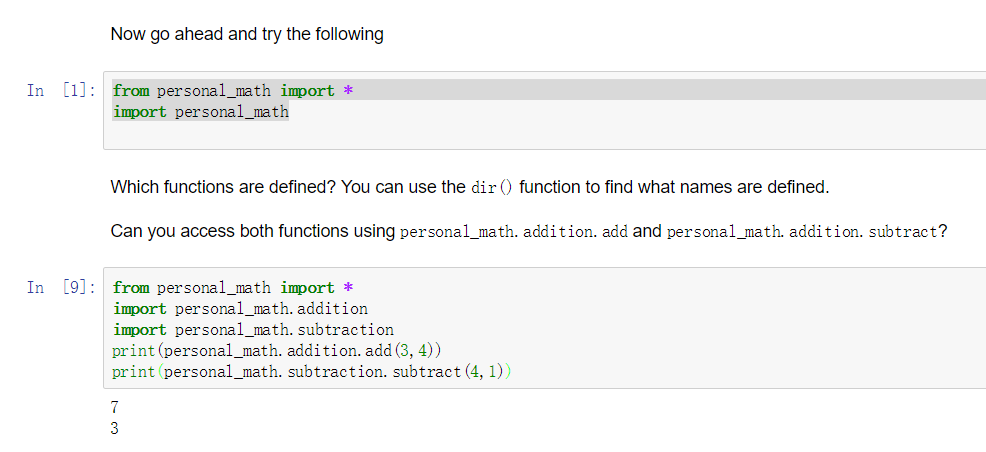 Now go ahead and try the following
In [1]: from personal_math import *
import personal_math
Which functions are defined? You can use the dir() function to find what names are defined.
Can you access both functions using personal_math.addition.add and personal_math.addition.subtract?
In [9]: from personal_math import *
import personal_math.addition
import personal_math.subtraction
print(personal_math.addition.add(3,4))
print(personal_math.subtraction.subtract(4,1))
7
3